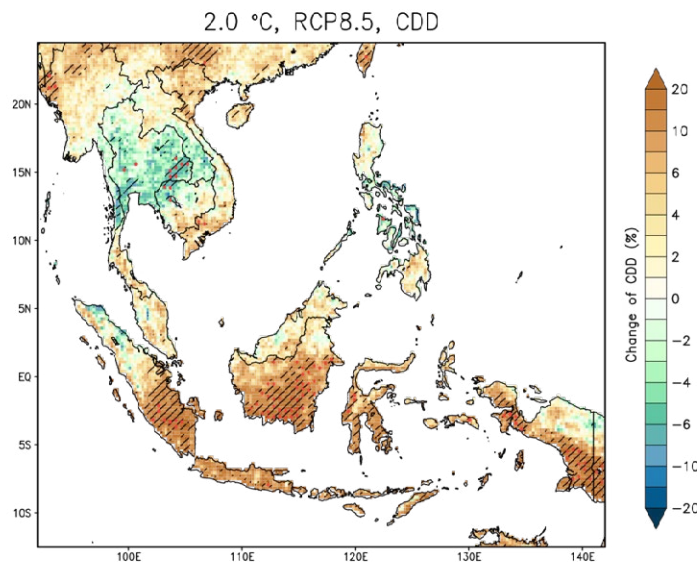 2.0 °C, RCP8.5, CDD
20N
15N
10N
5N
EQ
5S
10S
100E
110E
120E
130E
140E
20
10
6
4
2
0
−2
−4
−6
−10
−20
Change of CDD (%)